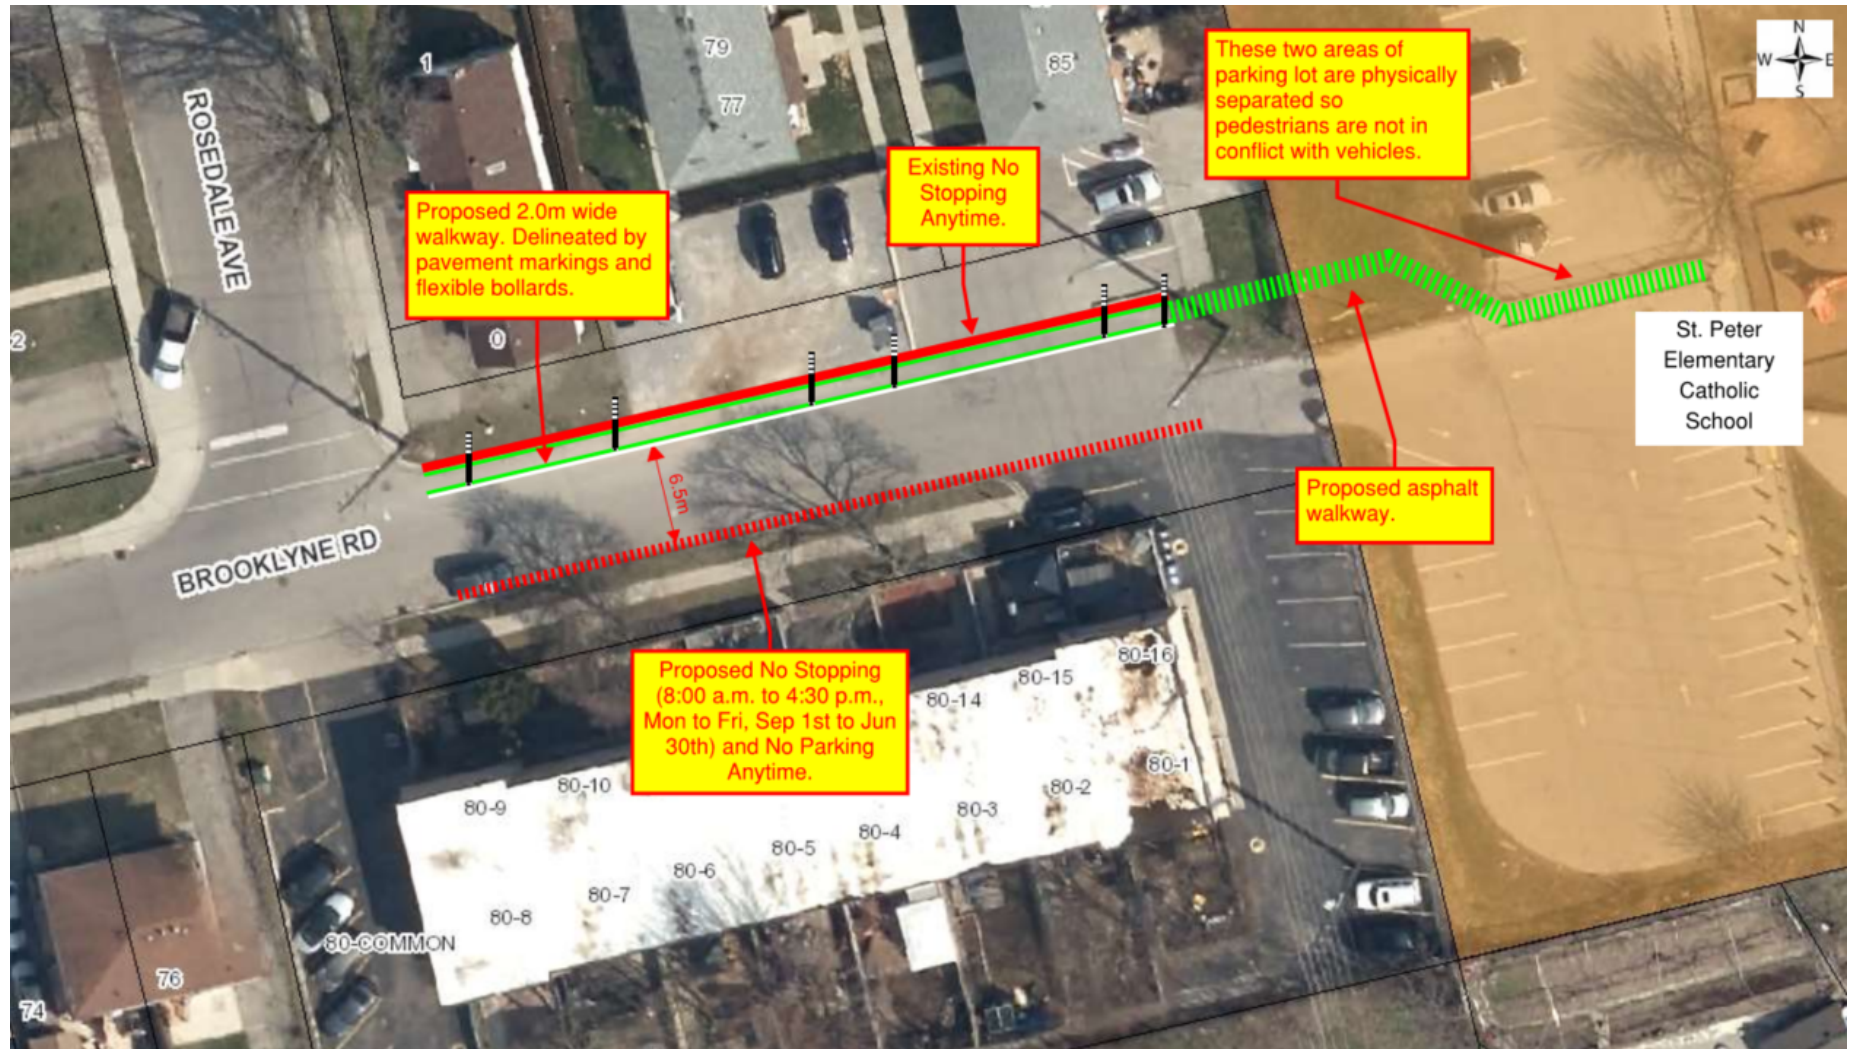 N
W E
S
79
1
85
77
These two areas of
parking lot are physically
separated so
pedestrians are not in
conflict with vehicles.
ROSEDALE AVE
Existing No
Stopping
Anytime.
Proposed 2.0m wide
walkway. Delineated by
pavement markings and
flexible bollards.
2
0
St. Peter
Elementary
Catholic
School
6.5m
Proposed asphalt
walkway.
BROOKLYNE RD
Proposed No Stopping
(8:00 a.m. to 4:30 p.m.,
Mon to Fri, Sep 1st to Jun
30th) and No Parking
Anytime.
80-16
80-15
80-14
80-10
80-9
80-1
80-2
80-3
80-4
80-5
80-6
80-7
80-8
80-COMMON
76
74